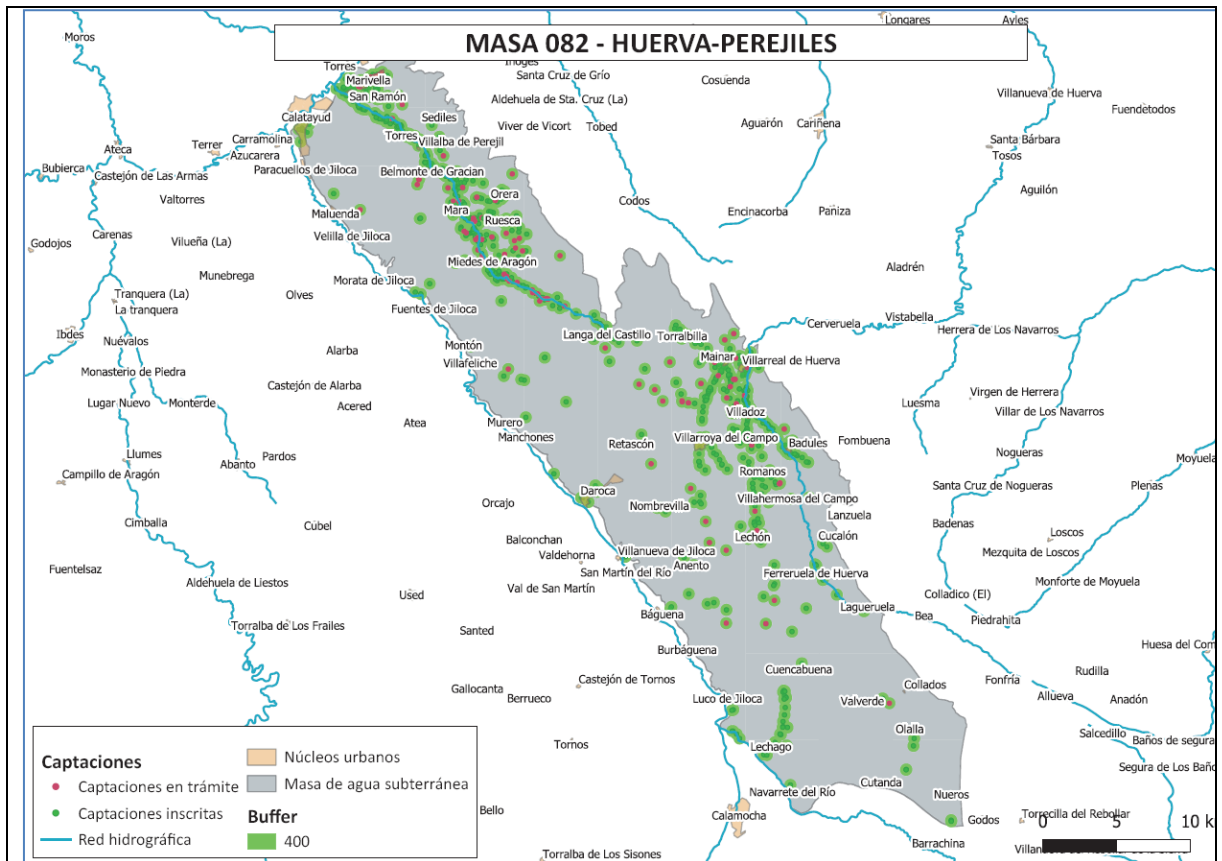 Longares
Ayles
MASA 082 - HUERVA-PEREJILES
Moros
Torres
Inoges
Santa Cruz de Grío
Cosuenda
Marivella
San Ramón
Aldehuela de Sta. Cruz (La)
Villanueva de Huerva
Fuendetodos
Calatayud
Sediles
Viver de Vicort
Tobed
Aguarón
Cariñena
Carramolina
Torres
Villalba de Perejil
Santa Bárbara
Ateca
Terrer
Azucarera
Tosos
Bubierca
Castejón de Las Armas
Paracuellos de Jiloca
Belmonte de Gracian
Aguilón
Valtorres
Orera
Codos
Maluenda
Mara
Ruesca
Encinacorba
Paniza
Carenas
Godojos
Vilueña (La)
Velilla de Jiloca
Munebrega
Miedes de Aragón
Aladrén
Tranquera (La)
La tranquera
Olves
Morata de Jiloca
Fuentes de Jiloca
Vistabella
Cerveruela
Herrera de Los Navarros
Ibdes
Nuévalos
Langa del Castillo
Torralbilla
Alarba
Montón
Mainar
Villarreal de Huerva
Monasterio de Piedra
Villafeliche
Castejón de Alarba
Virgen de Herrera
Lugar Nuevo
Monterde
Acered
Luesma
Villar de Los Navarros
Atea
Murero
Villadoz
Manchones
Retascón
Villarroya del Campo
Badules
Fombuena
Llumes
Pardos
Abanto
Nogueras
Moyuela
Campillo de Aragón
Romanos
Santa Cruz de Nogueras
Plenas
Daroca
Orcajo
Nombrevilla
Villahermosa del Campo
Lanzuela
Cimballa
Cubel
Badenas
Loscos
Balconchan
Lechón
Cucalón
Mezquita de Loscos
Valdehorna
Villanueva de Jiloca
Anento
Fuentelsaz
San Martín del Río
Ferreruela de Huerva
Aldehuela de Liestos
Used
Val de San Martín
Monforte de Moyuela
Colladico (El)
Lagueruela
Báguena
Bea
Piedrahita
Torralba de Los Frailes
Santed
Burbáguena
Huesa del Com
Cuencabuena
Rudilla
Gallocanta
Castejón de Tornos
Collados
Fonfría
Berrueco
Luco de Jiloca
Valverde
Allueva
Anadón
Olalla
Salcedillo
Baños de segura
Tornos
Lechago
Segura de Los Baño
Cutanda
Navarrete del Río
Nueros
Bello
Calamocha
Godos
Torrecilla del Rebollar
Barrachina
Torralba de Los Sisones
Captaciones
Captaciones en trámite
Captaciones inscritas
Red hidrográfica
Núcleos urbanos
Masa de agua subterránea
Buffer
400
0 5 10 k